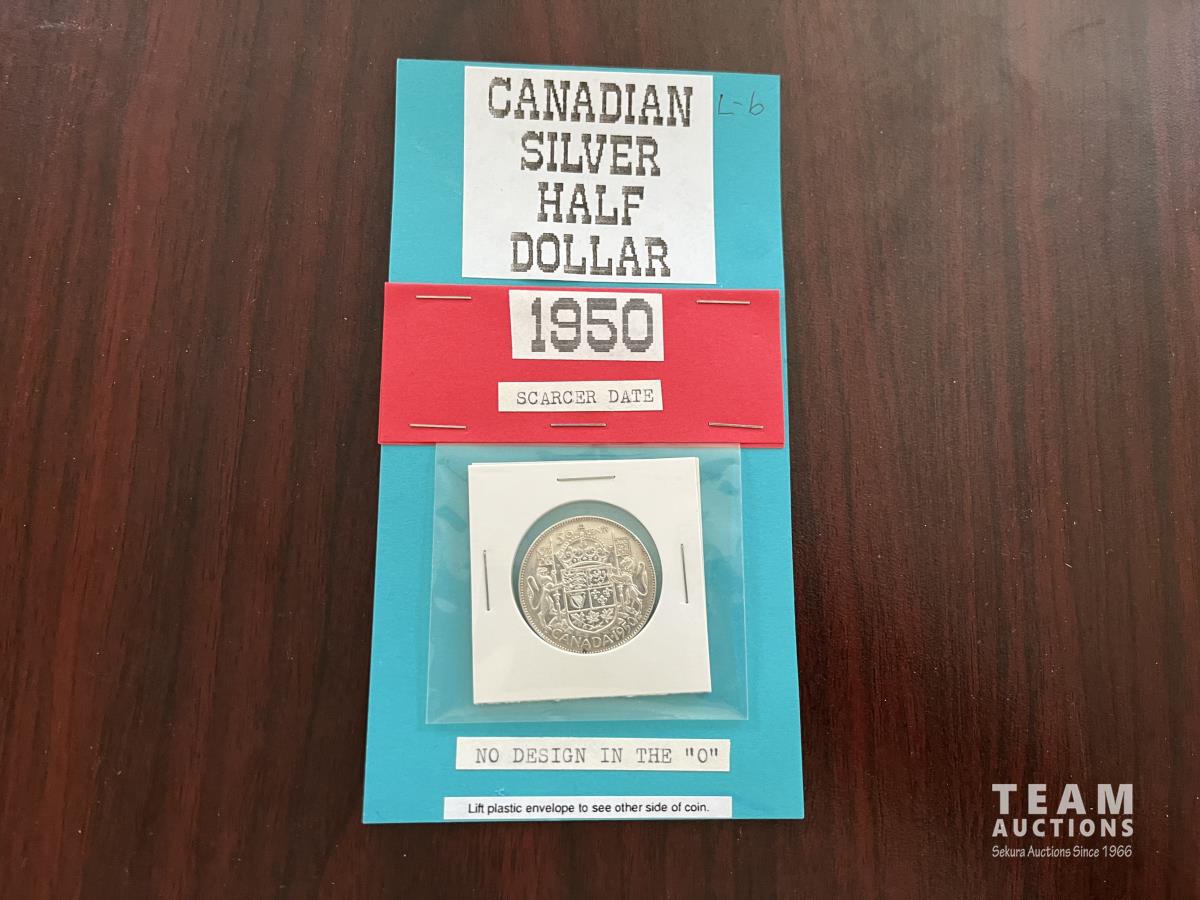 CANADIAN
SILVER
HALF
DOLLAR
L-6
1950
SCARCER DATE
CANADA·1950
NO DESIGN IN THE "O"
Lift plastic envelope to see other side of coin.
TEAM
AUCTIONS
Sekura Auctions Since 1966